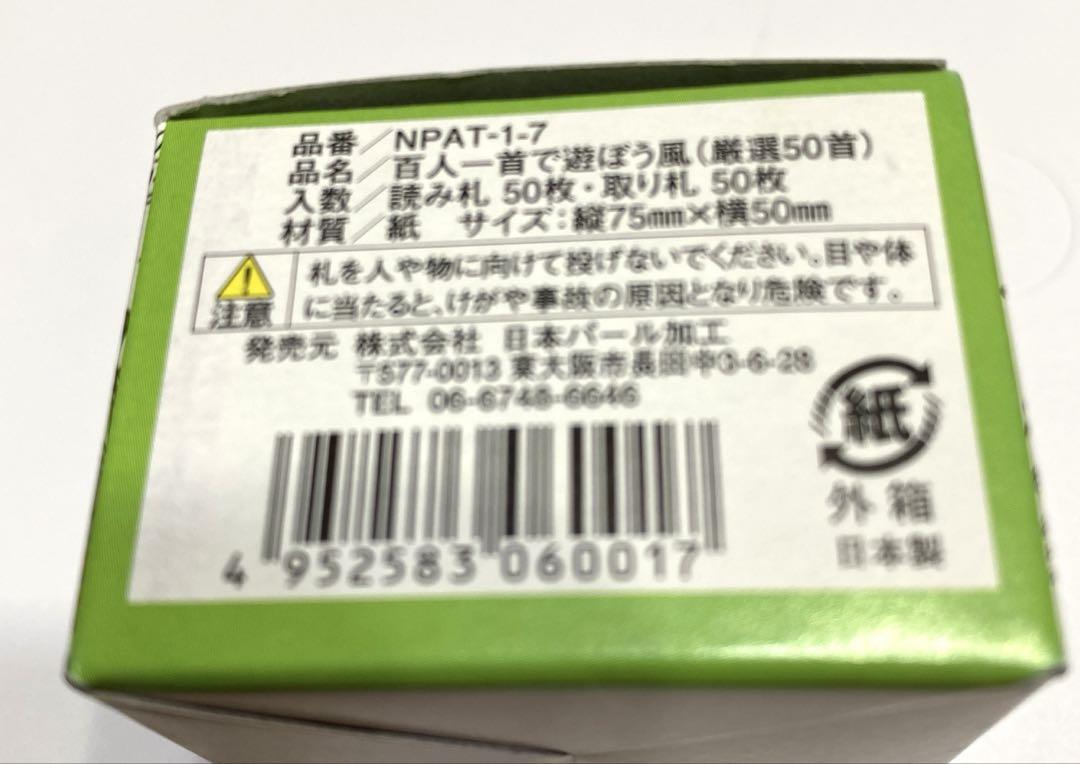 品番／NPAT-1-7
品名／百人一首で遊ぼう風(厳選50首)
入数／読み札 50枚・取り札 50枚
材質／紙 サイズ：縦75mm×横50mm
注意
札を人や物に向けて投げないでください。目や体
に当たると、けがや事故の原因となり危険です。
発売元 株式会社 日本パール加工
〒577-0013 東大阪市長田中3-6-28
TEL 06-6748-6646
紙
外箱
日本製
4 952583 060017